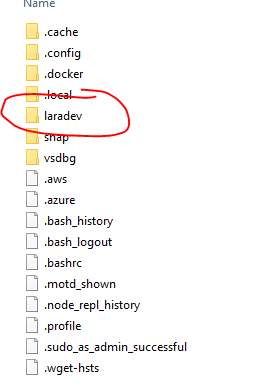 Name
.cache
.config
.docker
.local
laradev
snap
vsdbg
.aws
.azure
.bash_history
.bash_logout
.bashrc
.motd_shown
.node_repl_history
.profile
.sudo_as_admin_successful
.wget-hsts